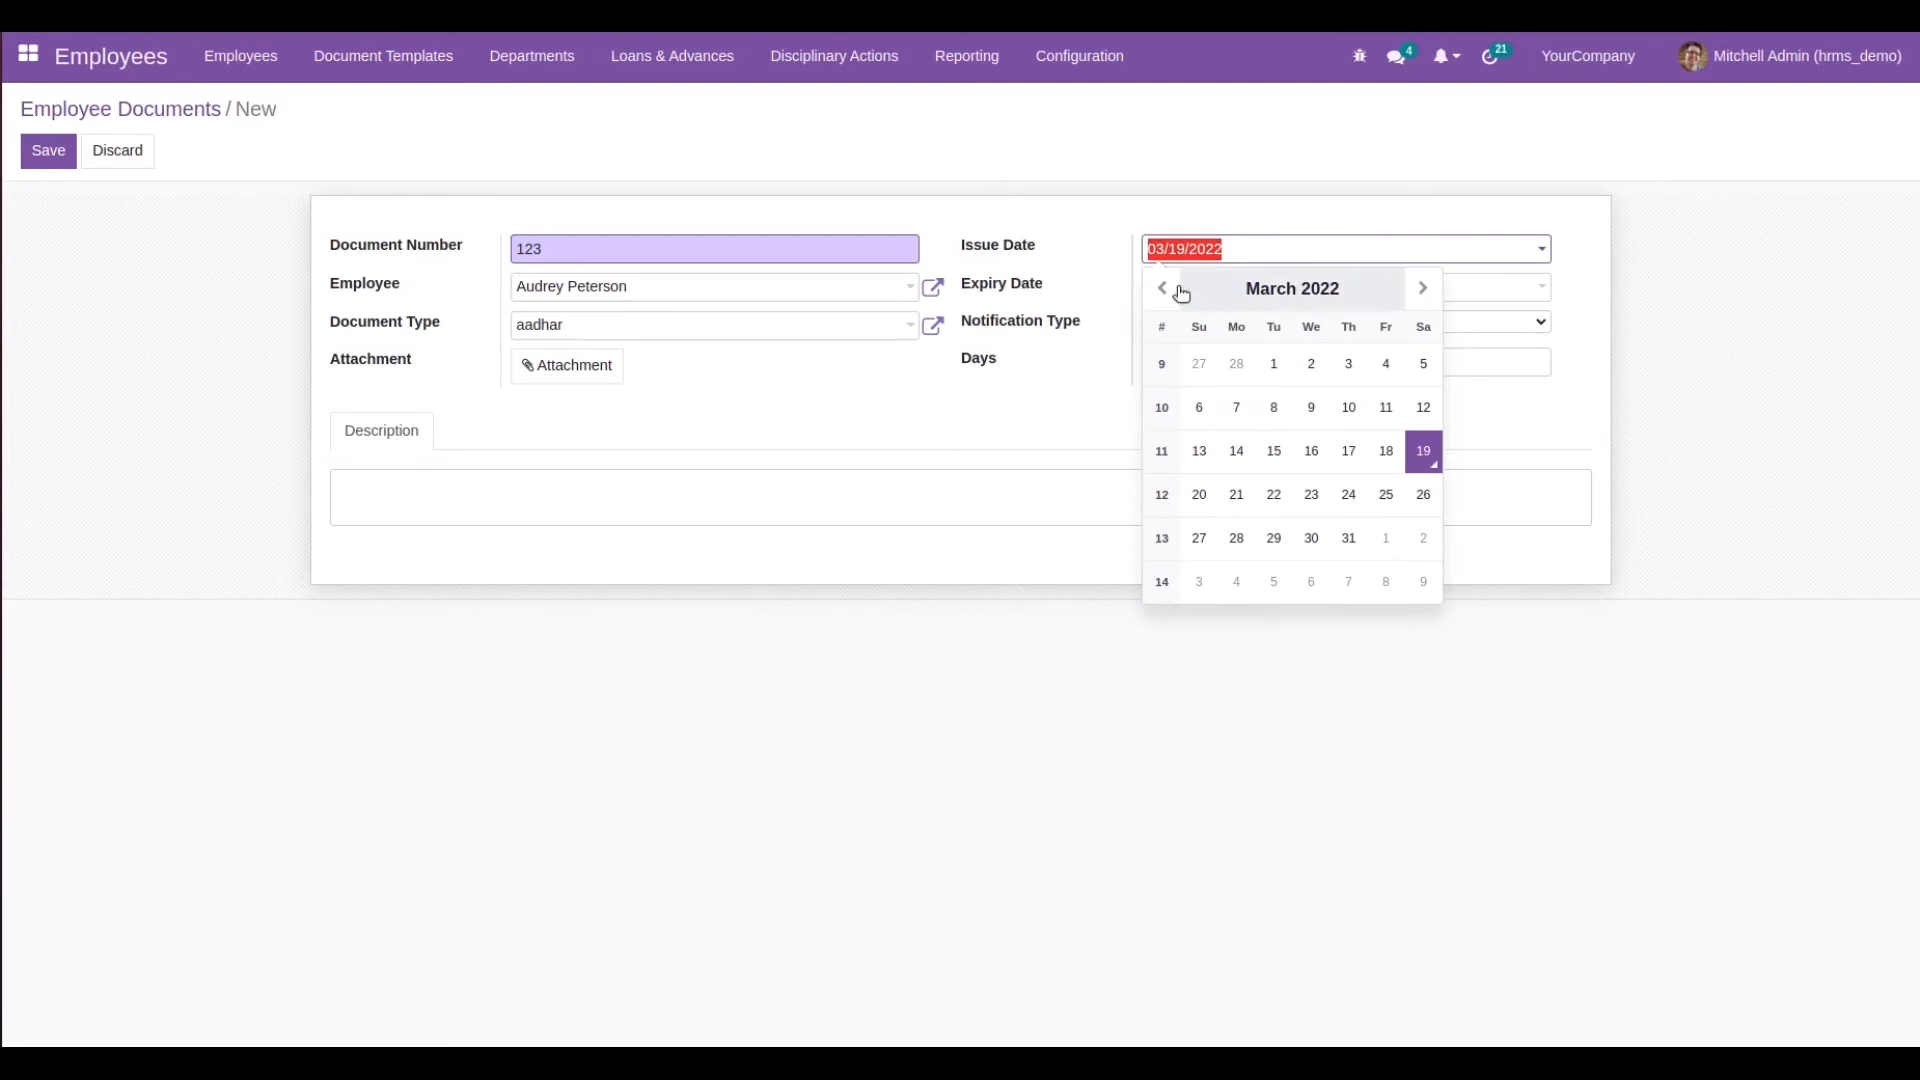 Employees Employees Document Templates Departments Loans & Advances Disciplinary Actions Reporting Configuration 4 21 YourCompany Mitchell Admin (hrms_demo)
Employee Documents / New
Save Discard
Document Number 123 Issue Date 03/19/2022
Employee Audrey Peterson Expiry Date
Document Type aadhar Notification Type
Attachment Attachment Days
March 2022
# Su Mo Tu We Th Fr Sa
9 27 28 1 2 3 4 5
10 6 7 8 9 10 11 12
11 13 14 15 16 17 18 19
12 20 21 22 23 24 25 26
13 27 28 29 30 31 1 2
14 3 4 5 6 7 8 9
Description